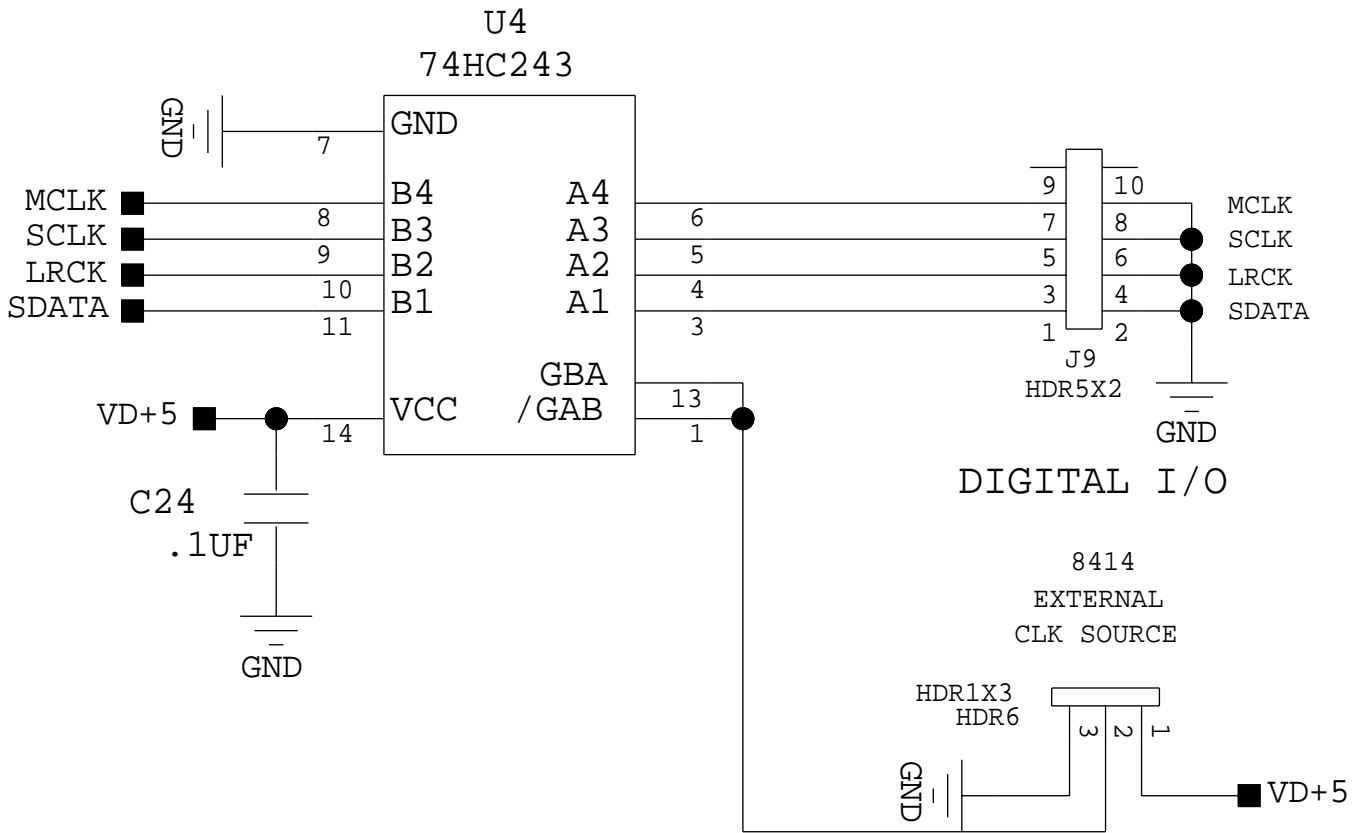 U4
74HC243
GND
GND
7
MCLK
B4
A4
8
6
SCLK
B3
A3
9
5
LRCK
B2
A2
10
4
SDATA
B1
A1
11
3
GBA
13
VD+5
VCC
/GAB
14
1
C24
.1UF
GND
9
10
7
8
5
6
3
4
1
2
MCLK
SCLK
LRCK
SDATA
J9
HDR5X2
GND
DIGITAL I/O
8414
EXTERNAL
CLK SOURCE
HDR1X3
HDR6
3
2
1
GND
VD+5